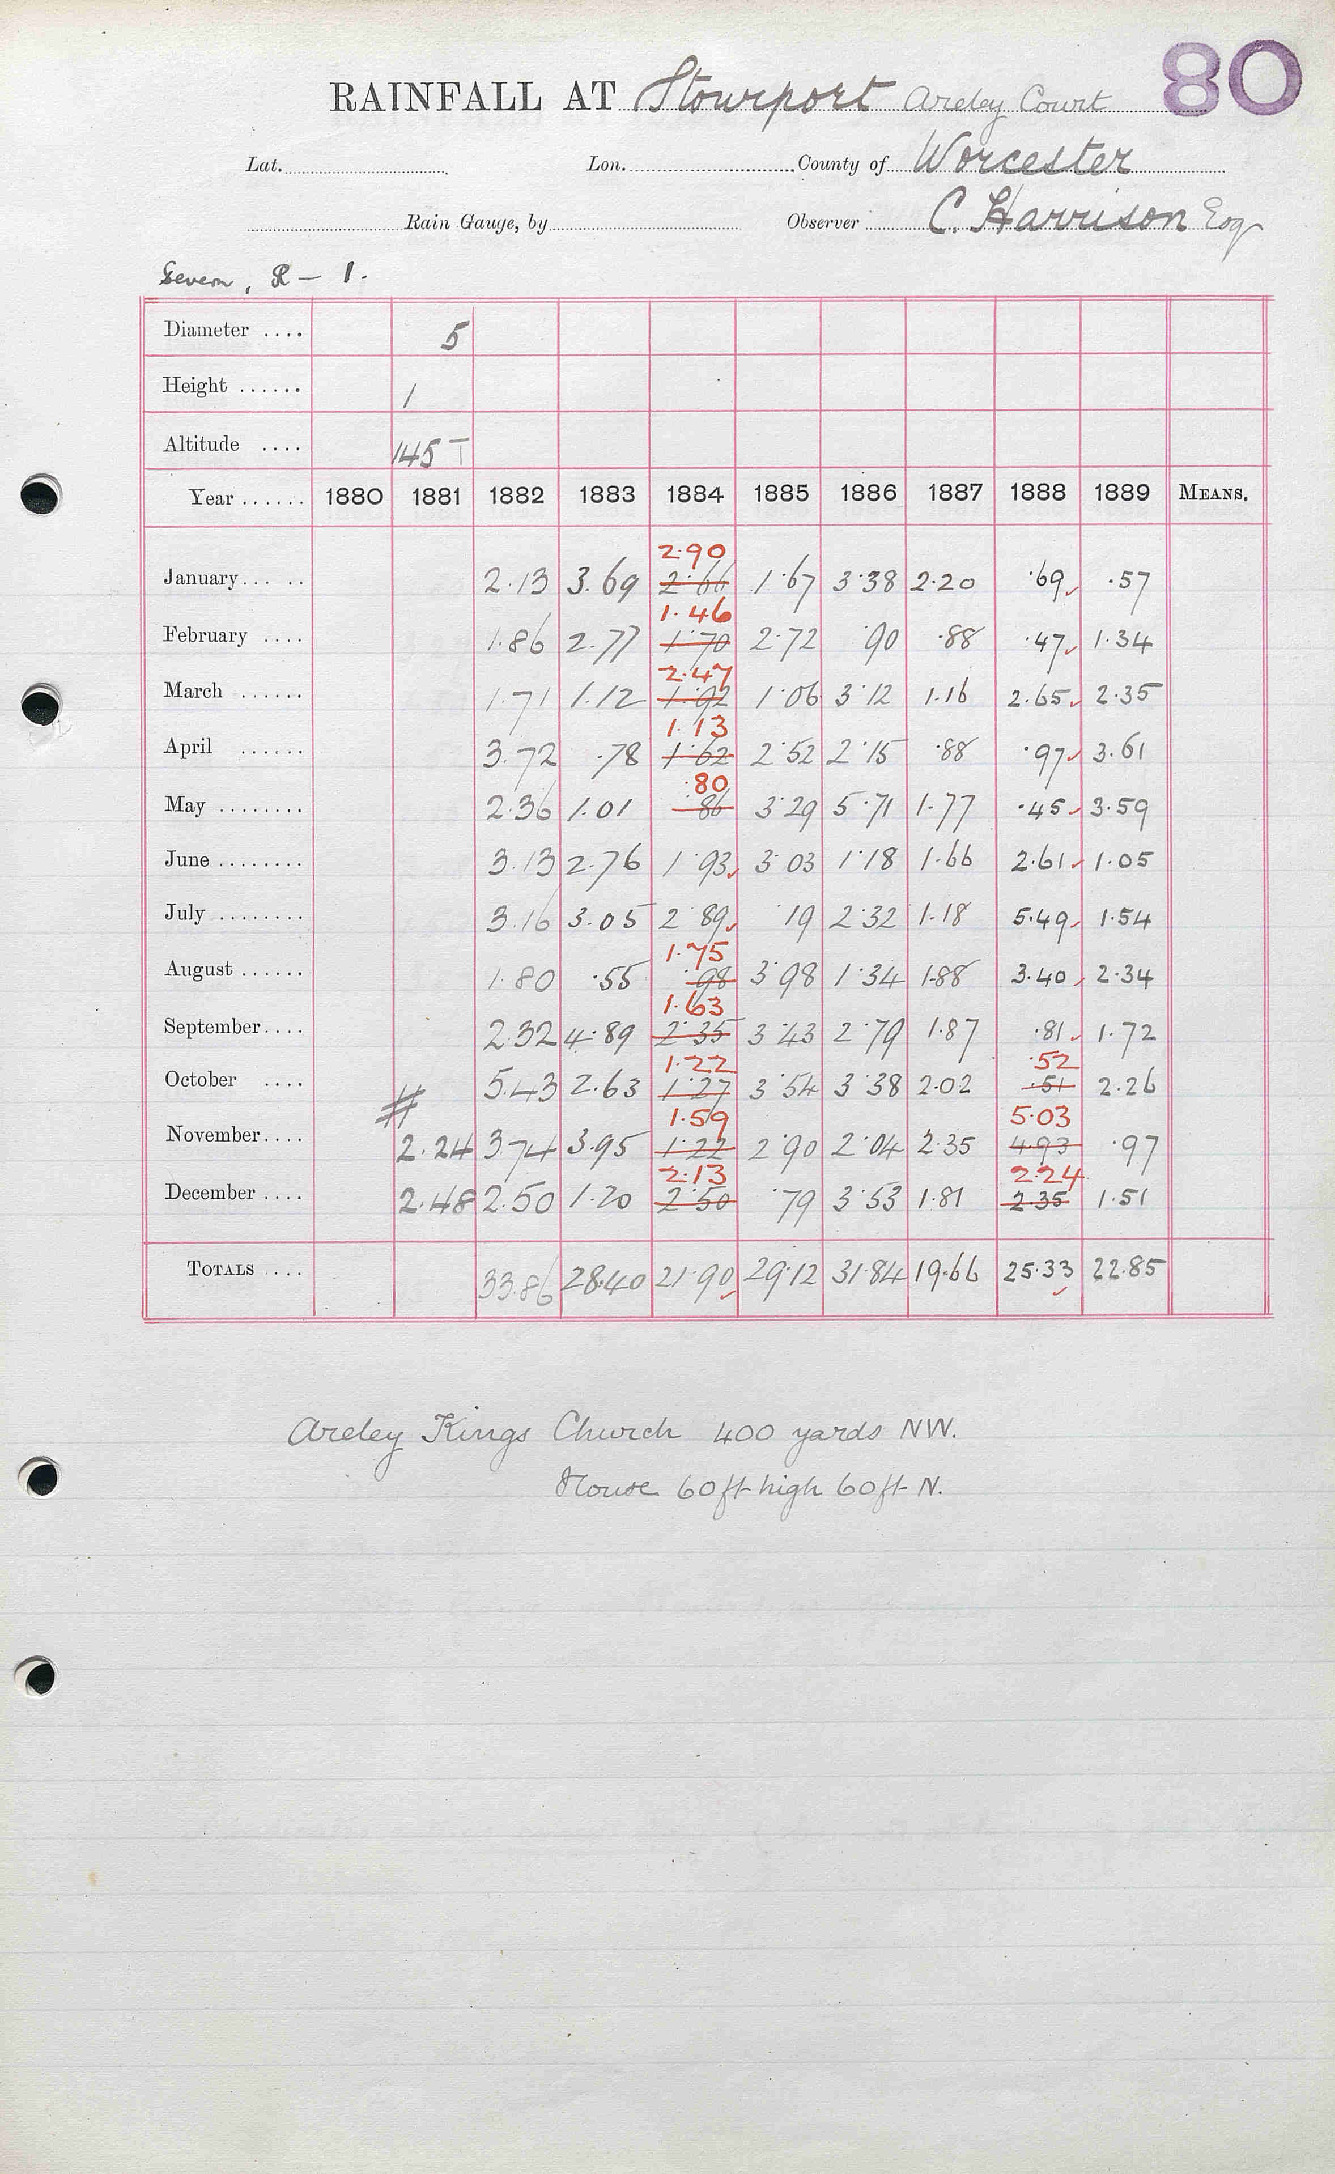 80
RAINFALL AT Stourport Areley Court
Lat. Lon. County of Worcester
Rain Gauge, by Observer C. Harrison Esq
Severn, R — 1.
Diameter .... 5
Height ...... 1
Altitude .... 145 T
Year ...... 1880 1881 1882 1883 1884 1885 1886 1887 1888 1889 MEANS.
2.90
January... .. 2.13 3.69 2.66 1.67 3.38 2.20 .69 .57
1.46
February .... 1.86 2.77 1.70 2.72 .90 .88 .47 1.34
2.47
March ...... 1.71 1.12 1.92 1.06 3.12 1.16 2.65 2.35
1.13
April ...... 3.72 .78 1.62 2.52 2.15 .88 .97 3.61
.80
May ........ 2.36 1.01 .86 3.29 5.71 1.77 .45 3.59
June ........ 3.13 2.76 1.93 3.03 1.18 1.66 2.61 1.05
July ........ 3.16 3.05 2.89 .19 2.32 1.18 5.49 1.54
1.75
August ...... 1.80 .55 .98 3.98 1.34 1.88 3.40 2.34
1.63
September.... 2.32 4.89 2.35 3.43 2.79 1.87 .81 1.72
1.22 .52
October .... 5.43 2.63 1.27 3.54 3.38 2.02 .51 2.26
# 1.59 5.03
November.... 2.24 3.74 3.95 1.22 2.90 2.04 2.35 4.93 .97
2.13 2.24
December .... 2.48 2.50 1.20 2.50 .79 3.53 1.81 2.35 1.51
TOTALS ... 33.86 28.40 21.90 29.12 31.84 19.66 25.33 22.85
Areley Kings Church 400 yards NW.
House 60ft high 60ft N.